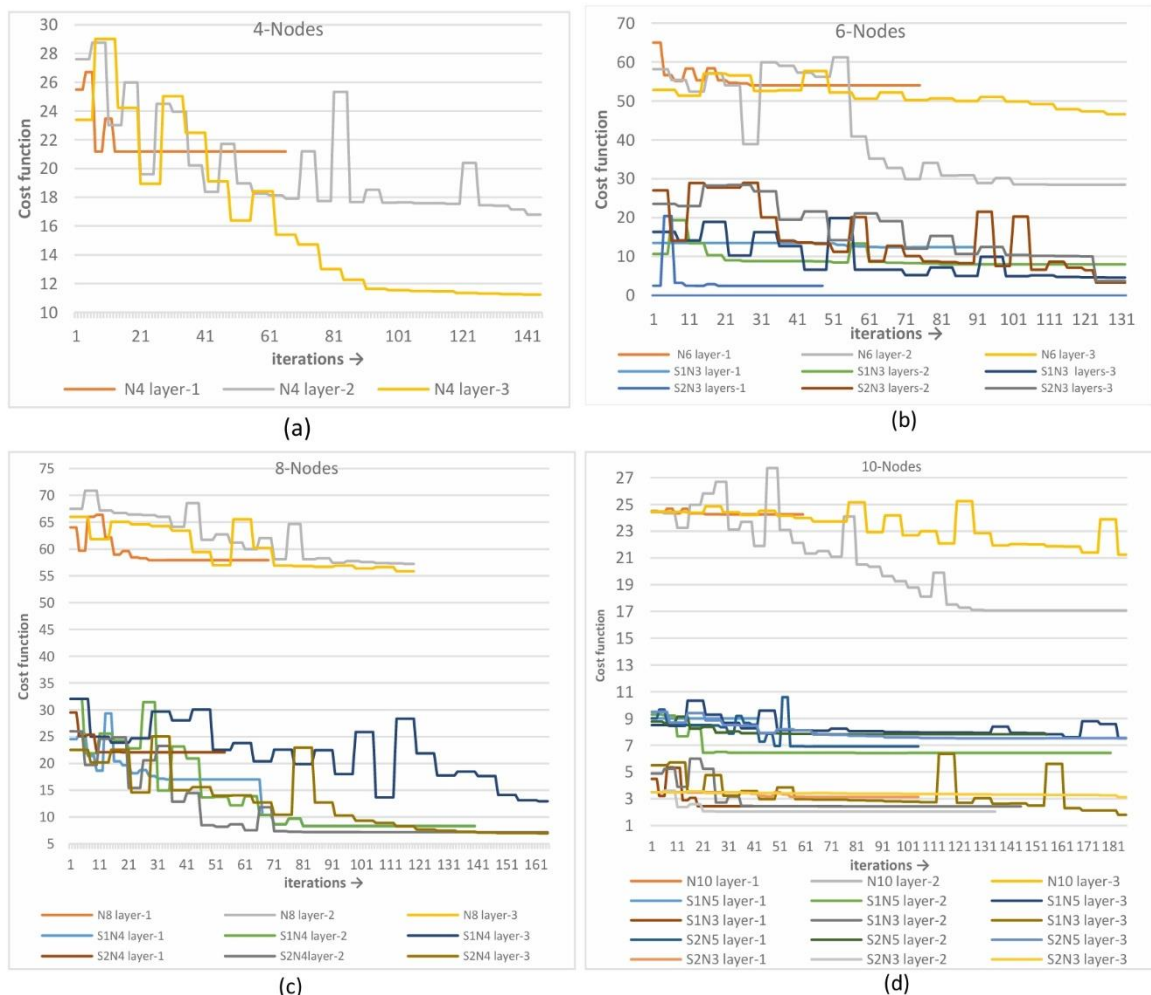 4-Nodes
30
28
26
24
22
20
18
16
14
12
10
Cost function
1 21 41 61 81 101 121 141
iterations →
N4 layer-1 N4 layer-2 N4 layer-3
(a)
6-Nodes
70
60
50
40
30
20
10
0
Cost function
1 11 21 31 41 51 61 71 81 91 101 111 121 131
iterations →
N6 layer-1 N6 layer-2 N6 layer-3
S1N3 layer-1 S1N3 layers-2 S1N3 layers-3
S2N3 layers-1 S2N3 layers-2 S2N3 layers-3
(b)
8-Nodes
75
70
65
60
55
50
45
40
35
30
25
20
15
10
5
Cost function
1 11 21 31 41 51 61 71 81 91 101 111 121 131 141 151 161
iterations →
N8 layer-1 N8 layer-2 N8 layer-3
S1N4 layer-1 S1N4 layer-2 S1N4 layer-3
S2N4 layer-1 S2N4layer-2 S2N4 layer-3
(c)
10-Nodes
27
25
23
21
19
17
15
13
11
9
7
5
3
1
Cost function
1 11 21 31 41 51 61 71 81 91 101 111 121 131 141 151 161 171 181
iterations →
N10 layer-1 N10 layer-2 N10 layer-3
S1N5 layer-1 S1N5 layer-2 S1N5 layer-3
S1N3 layer-1 S1N3 layer-2 S1N3 layer-3
S2N5 layer-1 S2N5 layer-2 S2N5 layer-3
S2N3 layer-1 S2N3 layer-2 S2N3 layer-3
(d)